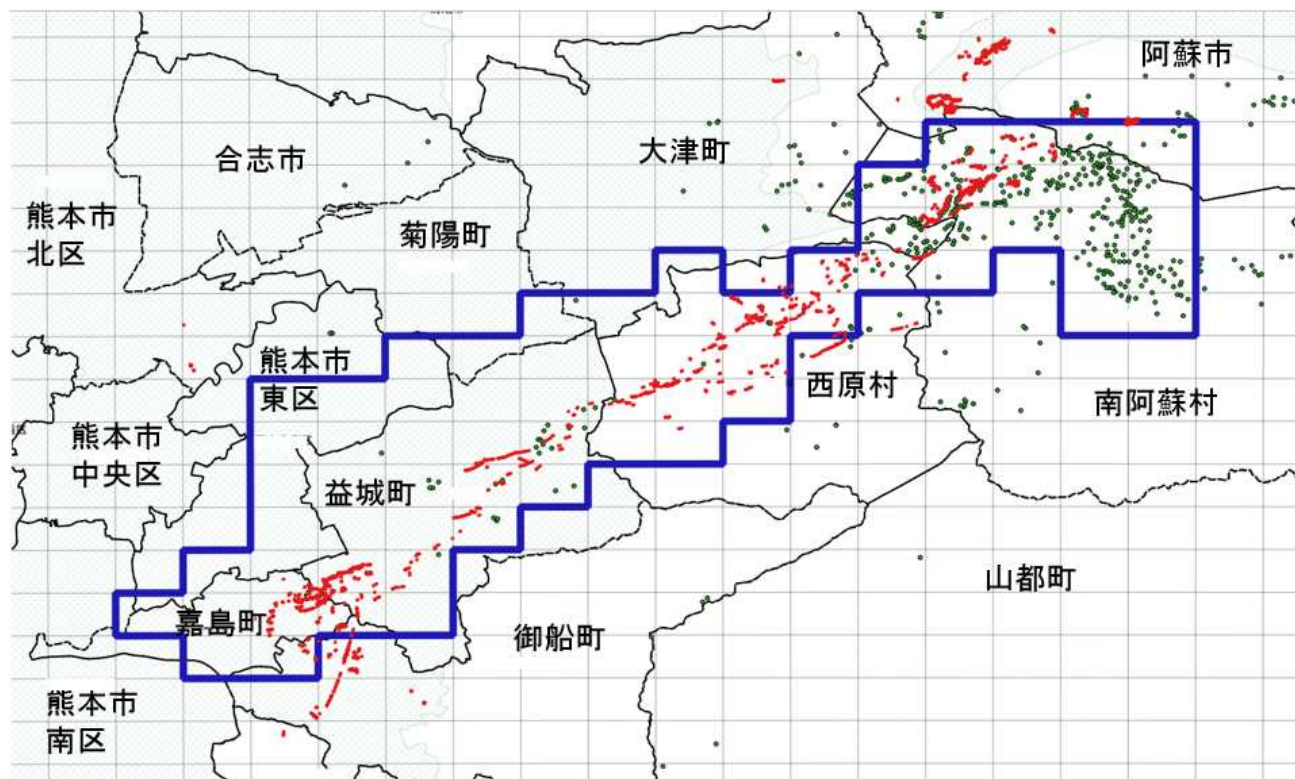 阿蘇市
合志市
大津町
熊本市
北区
菊陽町
熊本市
東区
西原村
南阿蘇村
熊本市
中央区
益城町
山都町
嘉島町
御船町
熊本市
南区